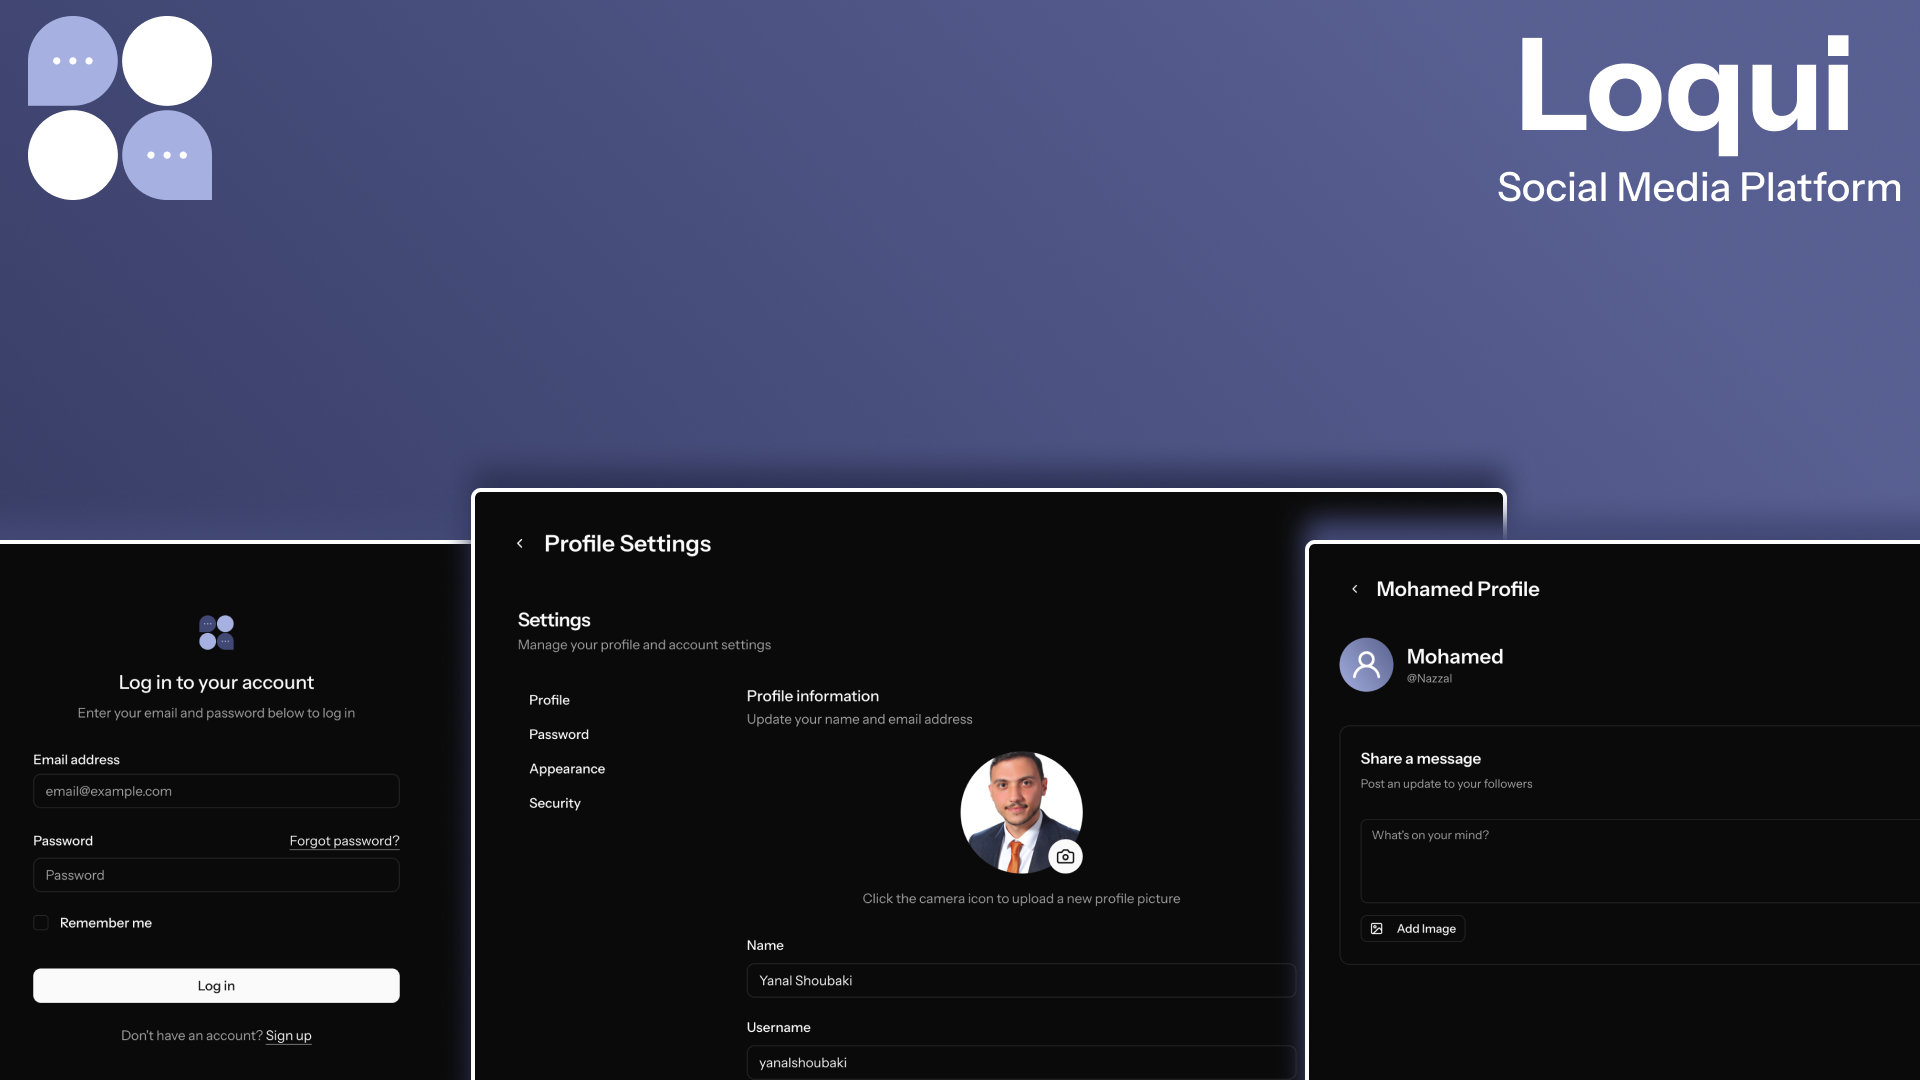 Loqui
Social Media Platform
Log in to your account
Enter your email and password below to log in
Email address
email@example.com
Password
Forgot password?
Password
Remember me
Log in
Don't have an account? Sign up
Profile Settings
Settings
Manage your profile and account settings
Profile
Password
Appearance
Security
Profile information
Update your name and email address
Click the camera icon to upload a new profile picture
Name
Yanal Shoubaki
Username
yanalshoubaki
Mohamed Profile
Mohamed
@Nazzal
Share a message
Post an update to your followers
What's on your mind?
Add Image